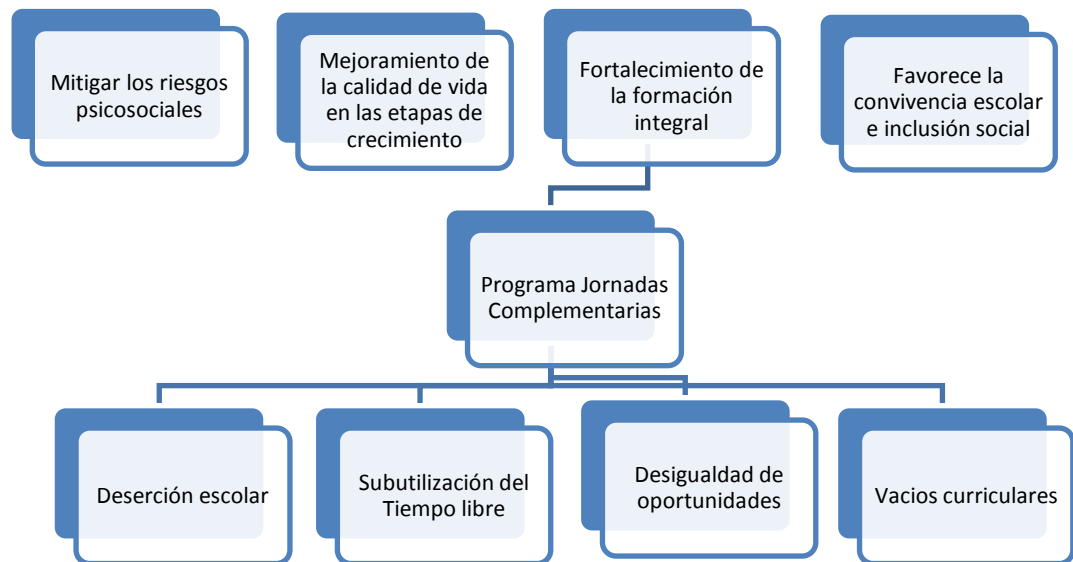 Mitigar los riesgos
psicosociales
Mejoramiento de
la calidad de vida
en las etapas de
crecimiento
Fortalecimiento de
la formación
integral
Favorece la
convivencia escolar
e inclusión social
Programa Jornadas
Complementarias
Deserción escolar
Subutilización del
Tiempo libre
Desigualdad de
oportunidades
Vacios curriculares